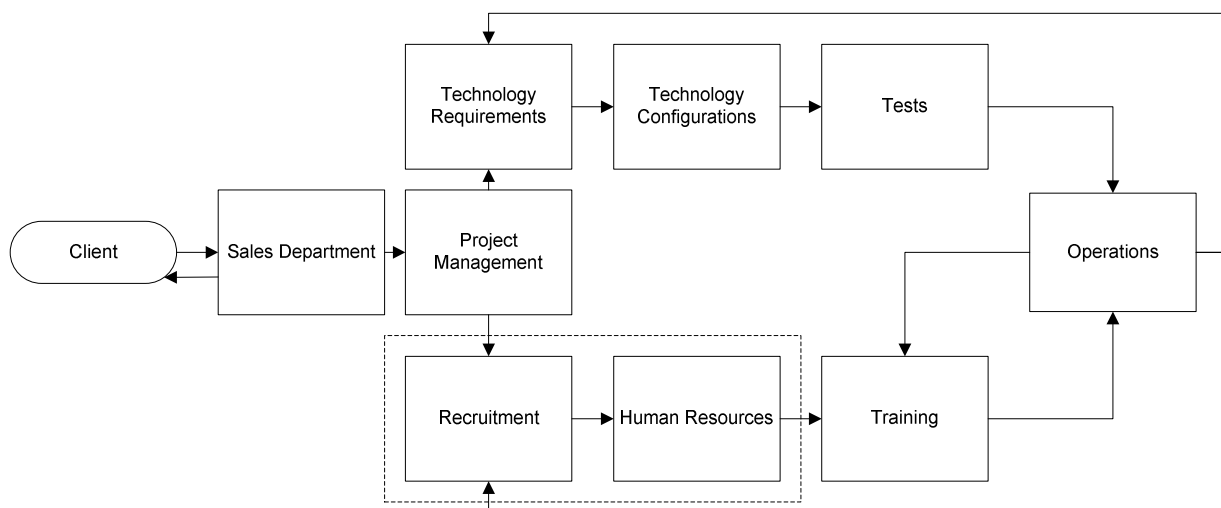 Technology
Requirements
Technology
Configurations
Tests
Client
Sales Department
Project
Management
Operations
Recruitment
Human Resources
Training